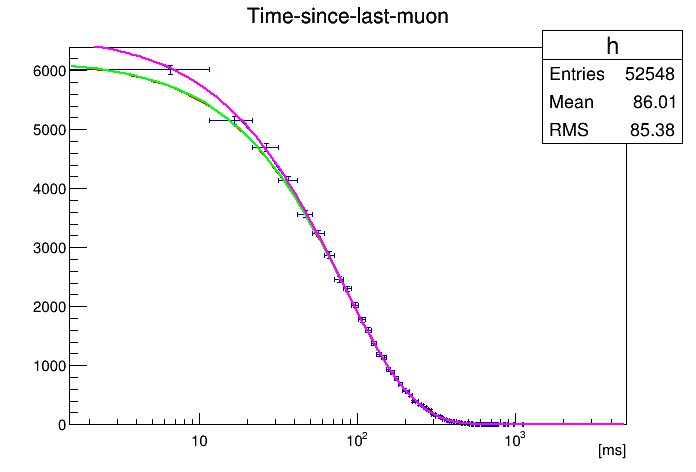 Time-since-last-muon
h
Entries 52548
Mean 86.01
RMS 85.38
6000
5000
4000
3000
2000
1000
0
10 10² 10³
[ms]